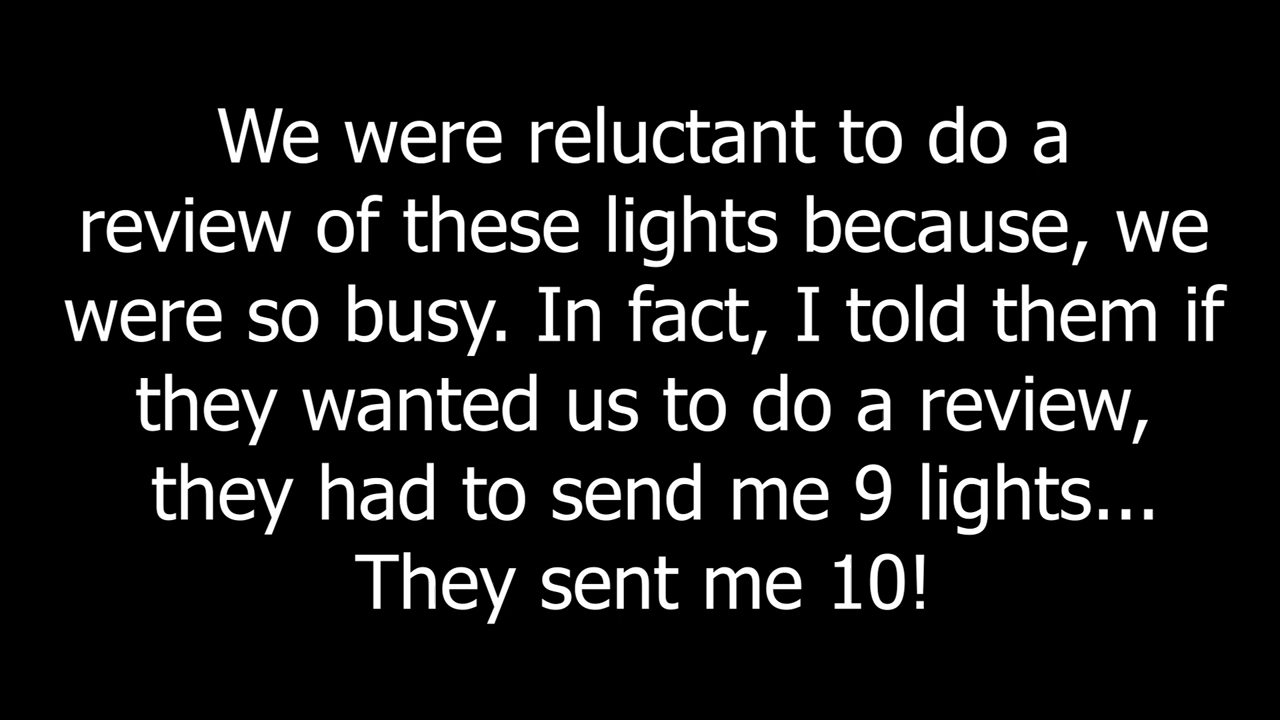 We were reluctant to do a
review of these lights because, we
were so busy. In fact, I told them if
they wanted us to do a review,
they had to send me 9 lights...
They sent me 10!